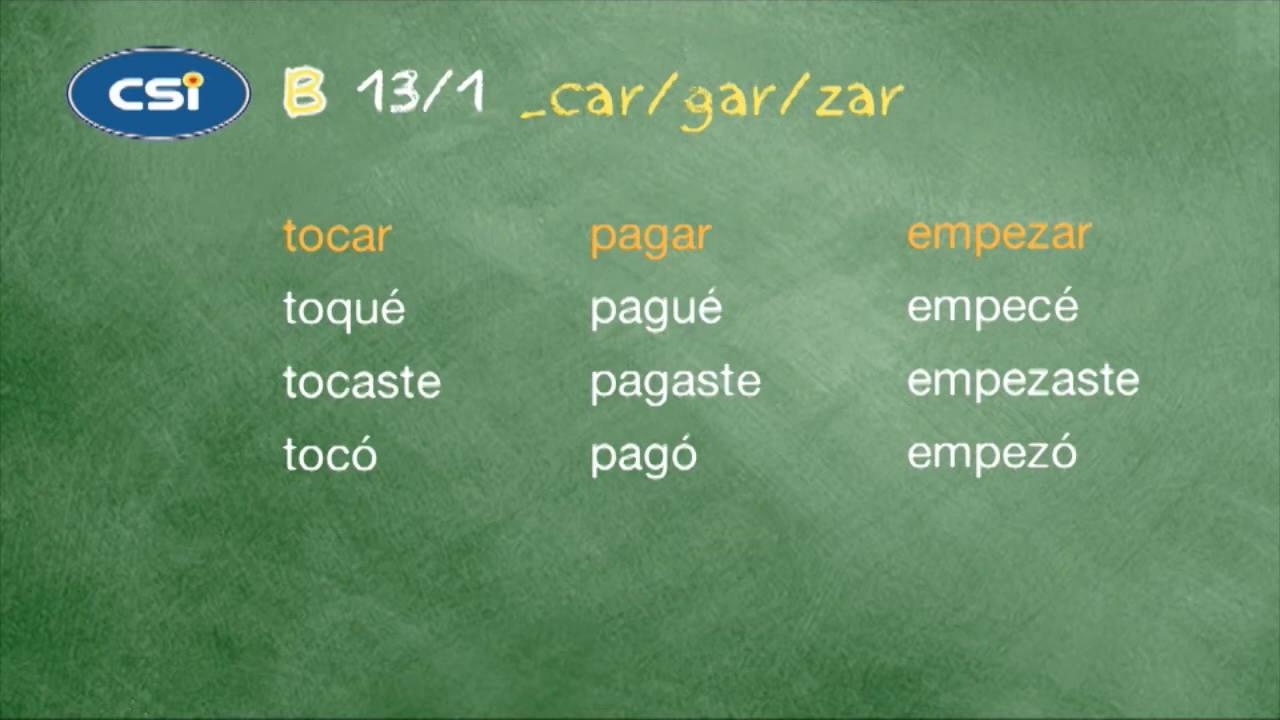 CSi B 13/1 _car/gar/zar
tocar pagar empezar
toqué pagué empecé
tocaste pagaste empezaste
tocó pagó empezó